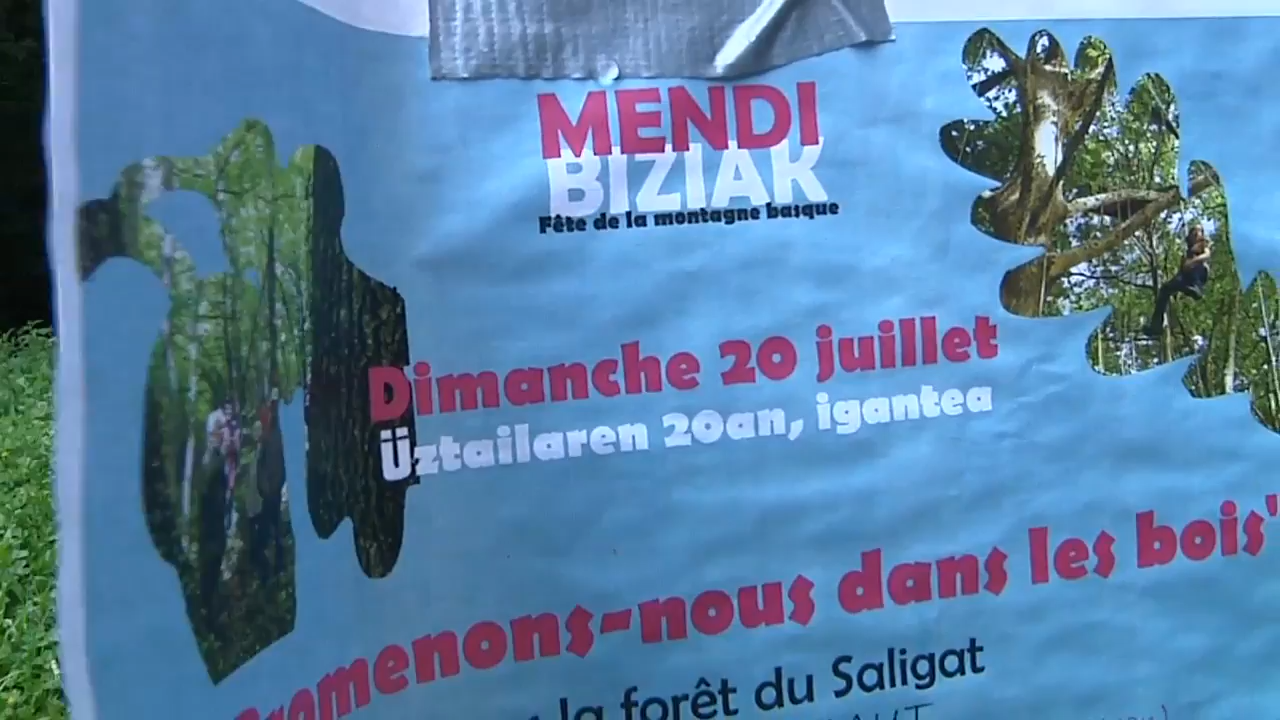 MENDI
BIZIAK
Fête de la montagne basque
Dimanche 20 juillet
Üztailaren 20an, igantea
Promenons-nous dans les bois"
la forêt du Saligat